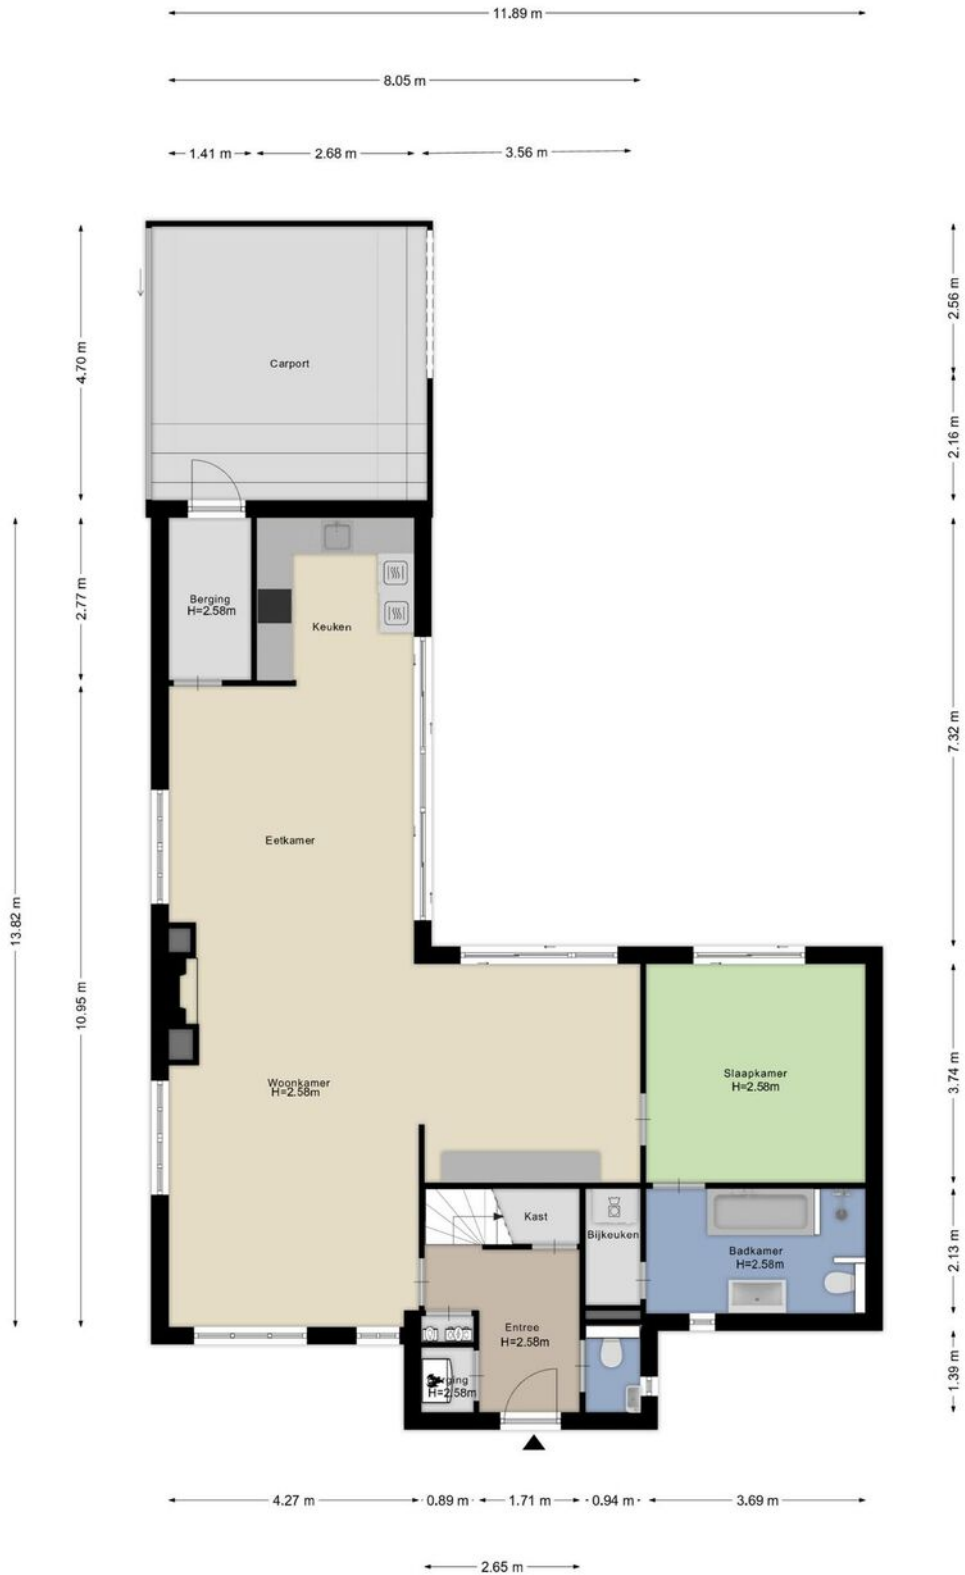 11.89 m
8.05 m
1.41 m
2.68 m
3.56 m
4.70 m
2.56 m
2.16 m
Carport
13.82 m
2.77 m
7.32 m
Berging
H=2.58m
Keuken
Eetkamer
10.95 m
3.74 m
Woonkamer
H=2.58m
Slaapkamer
H=2.58m
Kast
Bijkeuken
Badkamer
H=2.58m
2.13 m
Entree
H=2.58m
H=2.58m
1.39 m
4.27 m
0.89 m
1.71 m
0.94 m
3.69 m
2.65 m